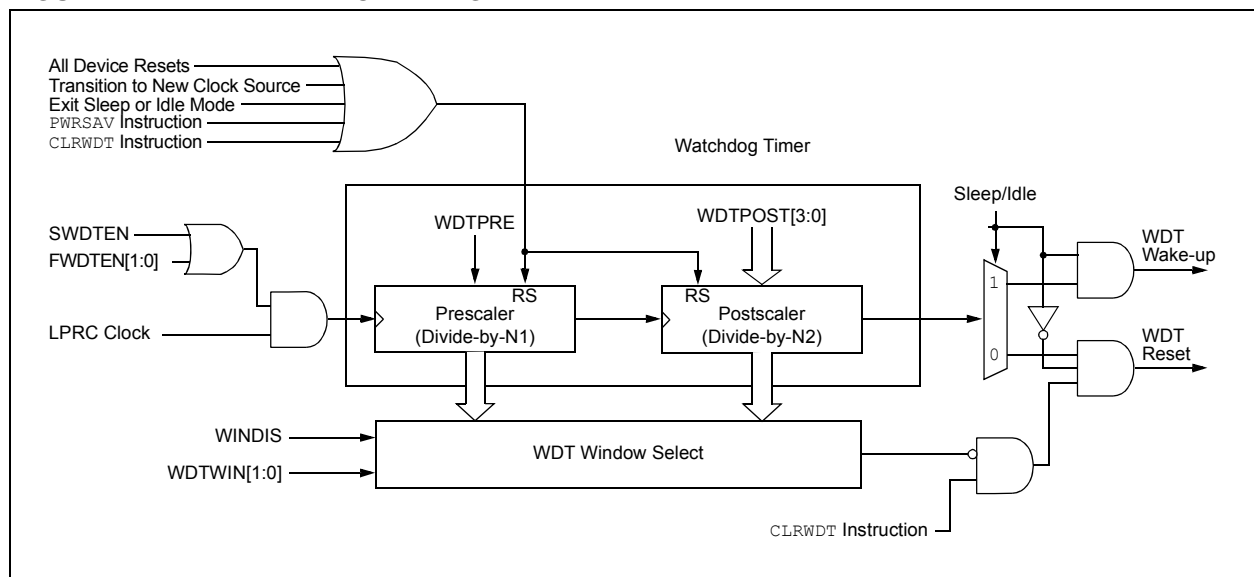 All Device Resets
Transition to New Clock Source
Exit Sleep or Idle Mode
PWRSAV Instruction
CLRWDT Instruction
Watchdog Timer
Sleep/Idle
WDTPRE
WDTPOST[3:0]
SWDTEN
FWDTEN[1:0]
WDT
Wake-up
RS
RS
1
Prescaler
(Divide-by-N1)
Postscaler
(Divide-by-N2)
LPRC Clock
0
WDT
Reset
WINDIS
WDT Window Select
WDTWIN[1:0]
CLRWDT Instruction